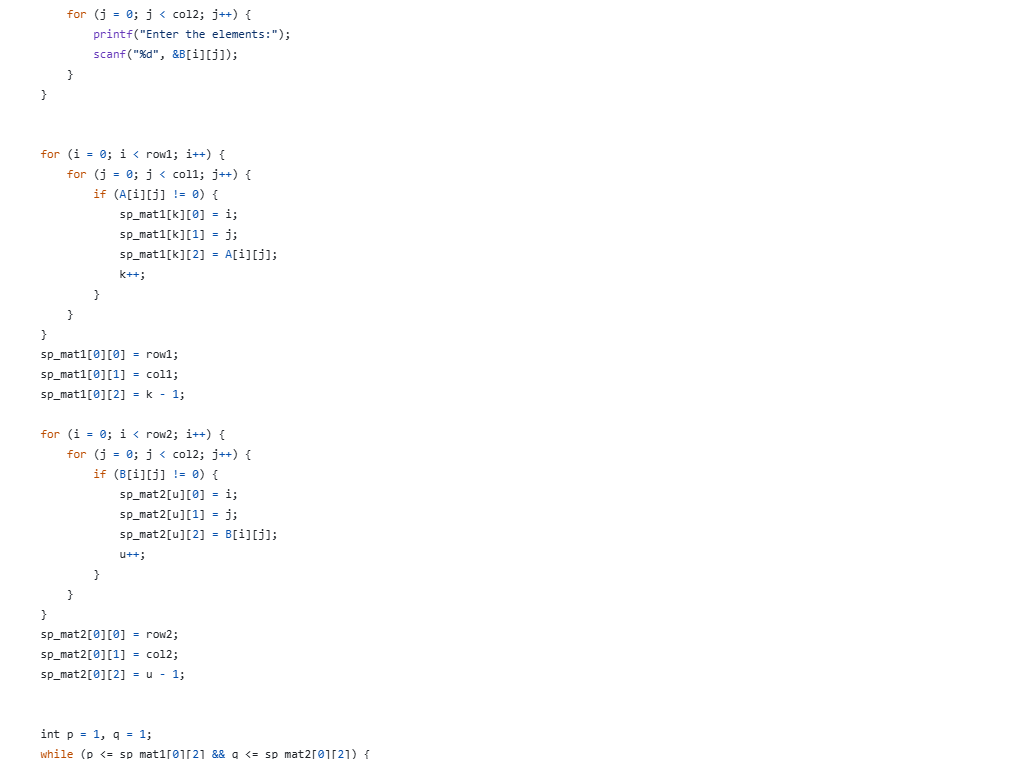 for (j = 0; j < col2; j++) {
printf("Enter the elements:");
scanf("%d", &B[i][j]);
}
}
for (i = 0; i < row1; i++) {
for (j = 0; j < col1; j++) {
if (A[i][j] != 0) {
sp_mat1[k][0] = i;
sp_mat1[k][1] = j;
sp_mat1[k][2] = A[i][j];
k++;
}
}
}
sp_mat1[0][0] = row1;
sp_mat1[0][1] = col1;
sp_mat1[0][2] = k - 1;
for (i = 0; i < row2; i++) {
for (j = 0; j < col2; j++) {
if (B[i][j] != 0) {
sp_mat2[u][0] = i;
sp_mat2[u][1] = j;
sp_mat2[u][2] = B[i][j];
u++;
}
}
}
sp_mat2[0][0] = row2;
sp_mat2[0][1] = col2;
sp_mat2[0][2] = u - 1;
int p = 1, q = 1;
while (p <= sp_mat1[0][2] && q <= sp_mat2[0][2]) {